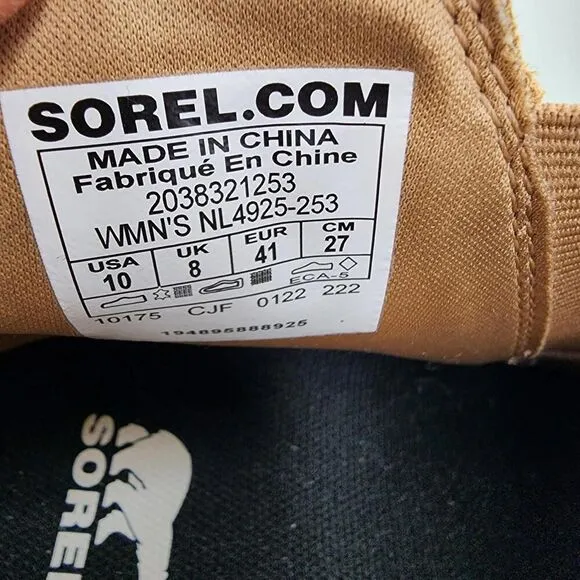 SOREL.COM
MADE IN CHINA
Fabriqué En Chine
2038321253
WMN'S NL4925-253
USA UK EUR CM
10 8 41 27
ECA-5
10175 CJF 0122 222
194895888925
SOREL